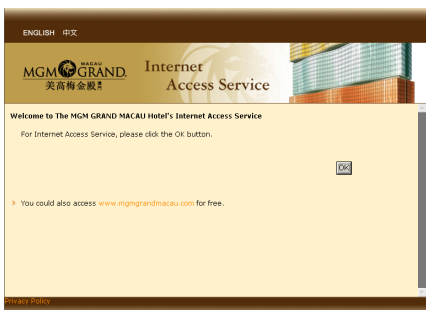 ENGLISH 中文
MACAU
MGM GRAND.
美高梅金殿
Internet
Access Service
Welcome to The MGM GRAND MACAU Hotel's Internet Access Service
For Internet Access Service, please click the OK button.
OK
» You could also access www.mgmgrandmacau.com for free.
Privacy Policy